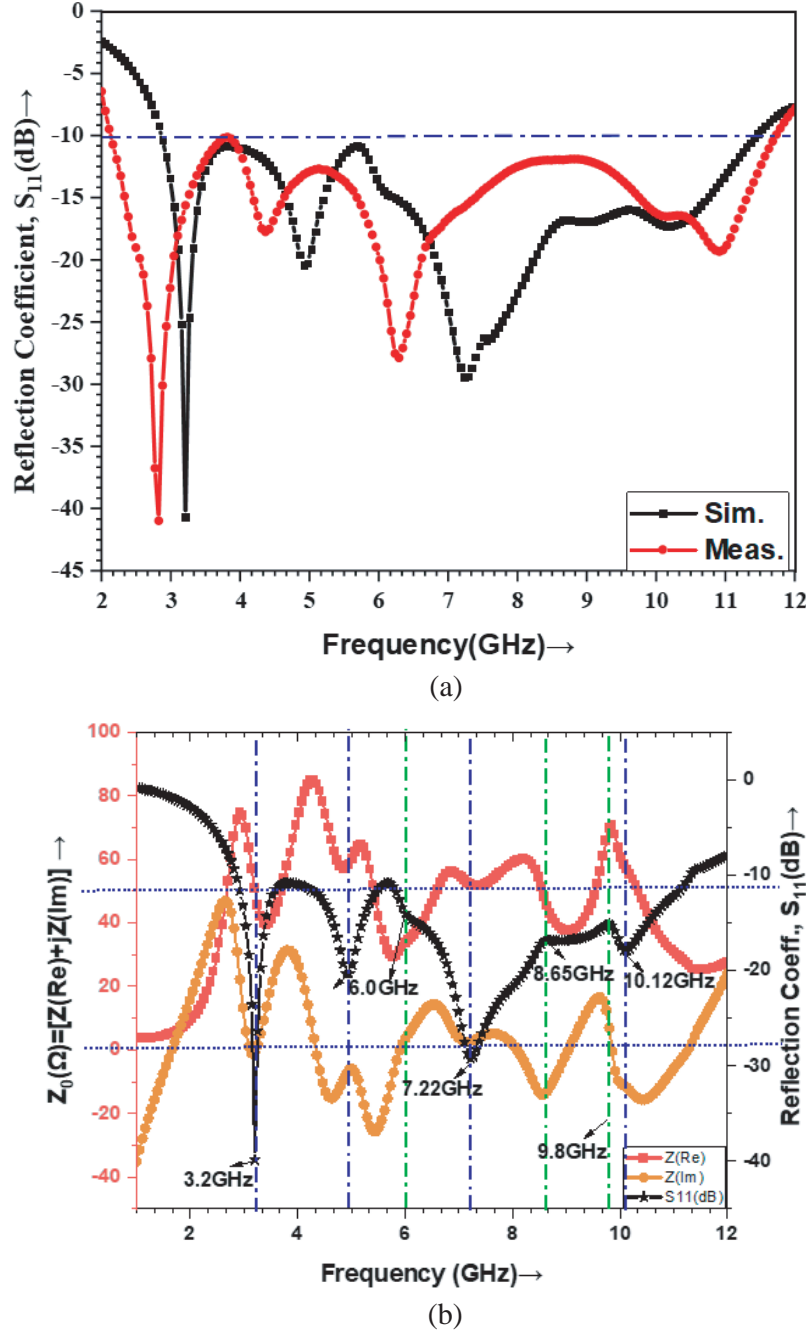 0
-5
-10
-15
-20
-25
-30
-35
-40
-45
Reflection Coefficient, S11(dB)→
Sim.
Meas.
2 3 4 5 6 7 8 9 10 11 12
Frequency(GHz)→
(a)
100
80
60
40
20
0
-20
-40
Z0(Ω)=[Z(Re)+jZ(Im)] →
0
-10
-20
-30
-40
Reflection Coeff., S11(dB)→
6.0GHz
8.65GHz
10.12GHz
7.22GHz
9.8GHz
3.2GHz
Z(Re)
Z(Im)
S11(dB)
2 4 6 8 10 12
Frequency (GHz)→
(b)